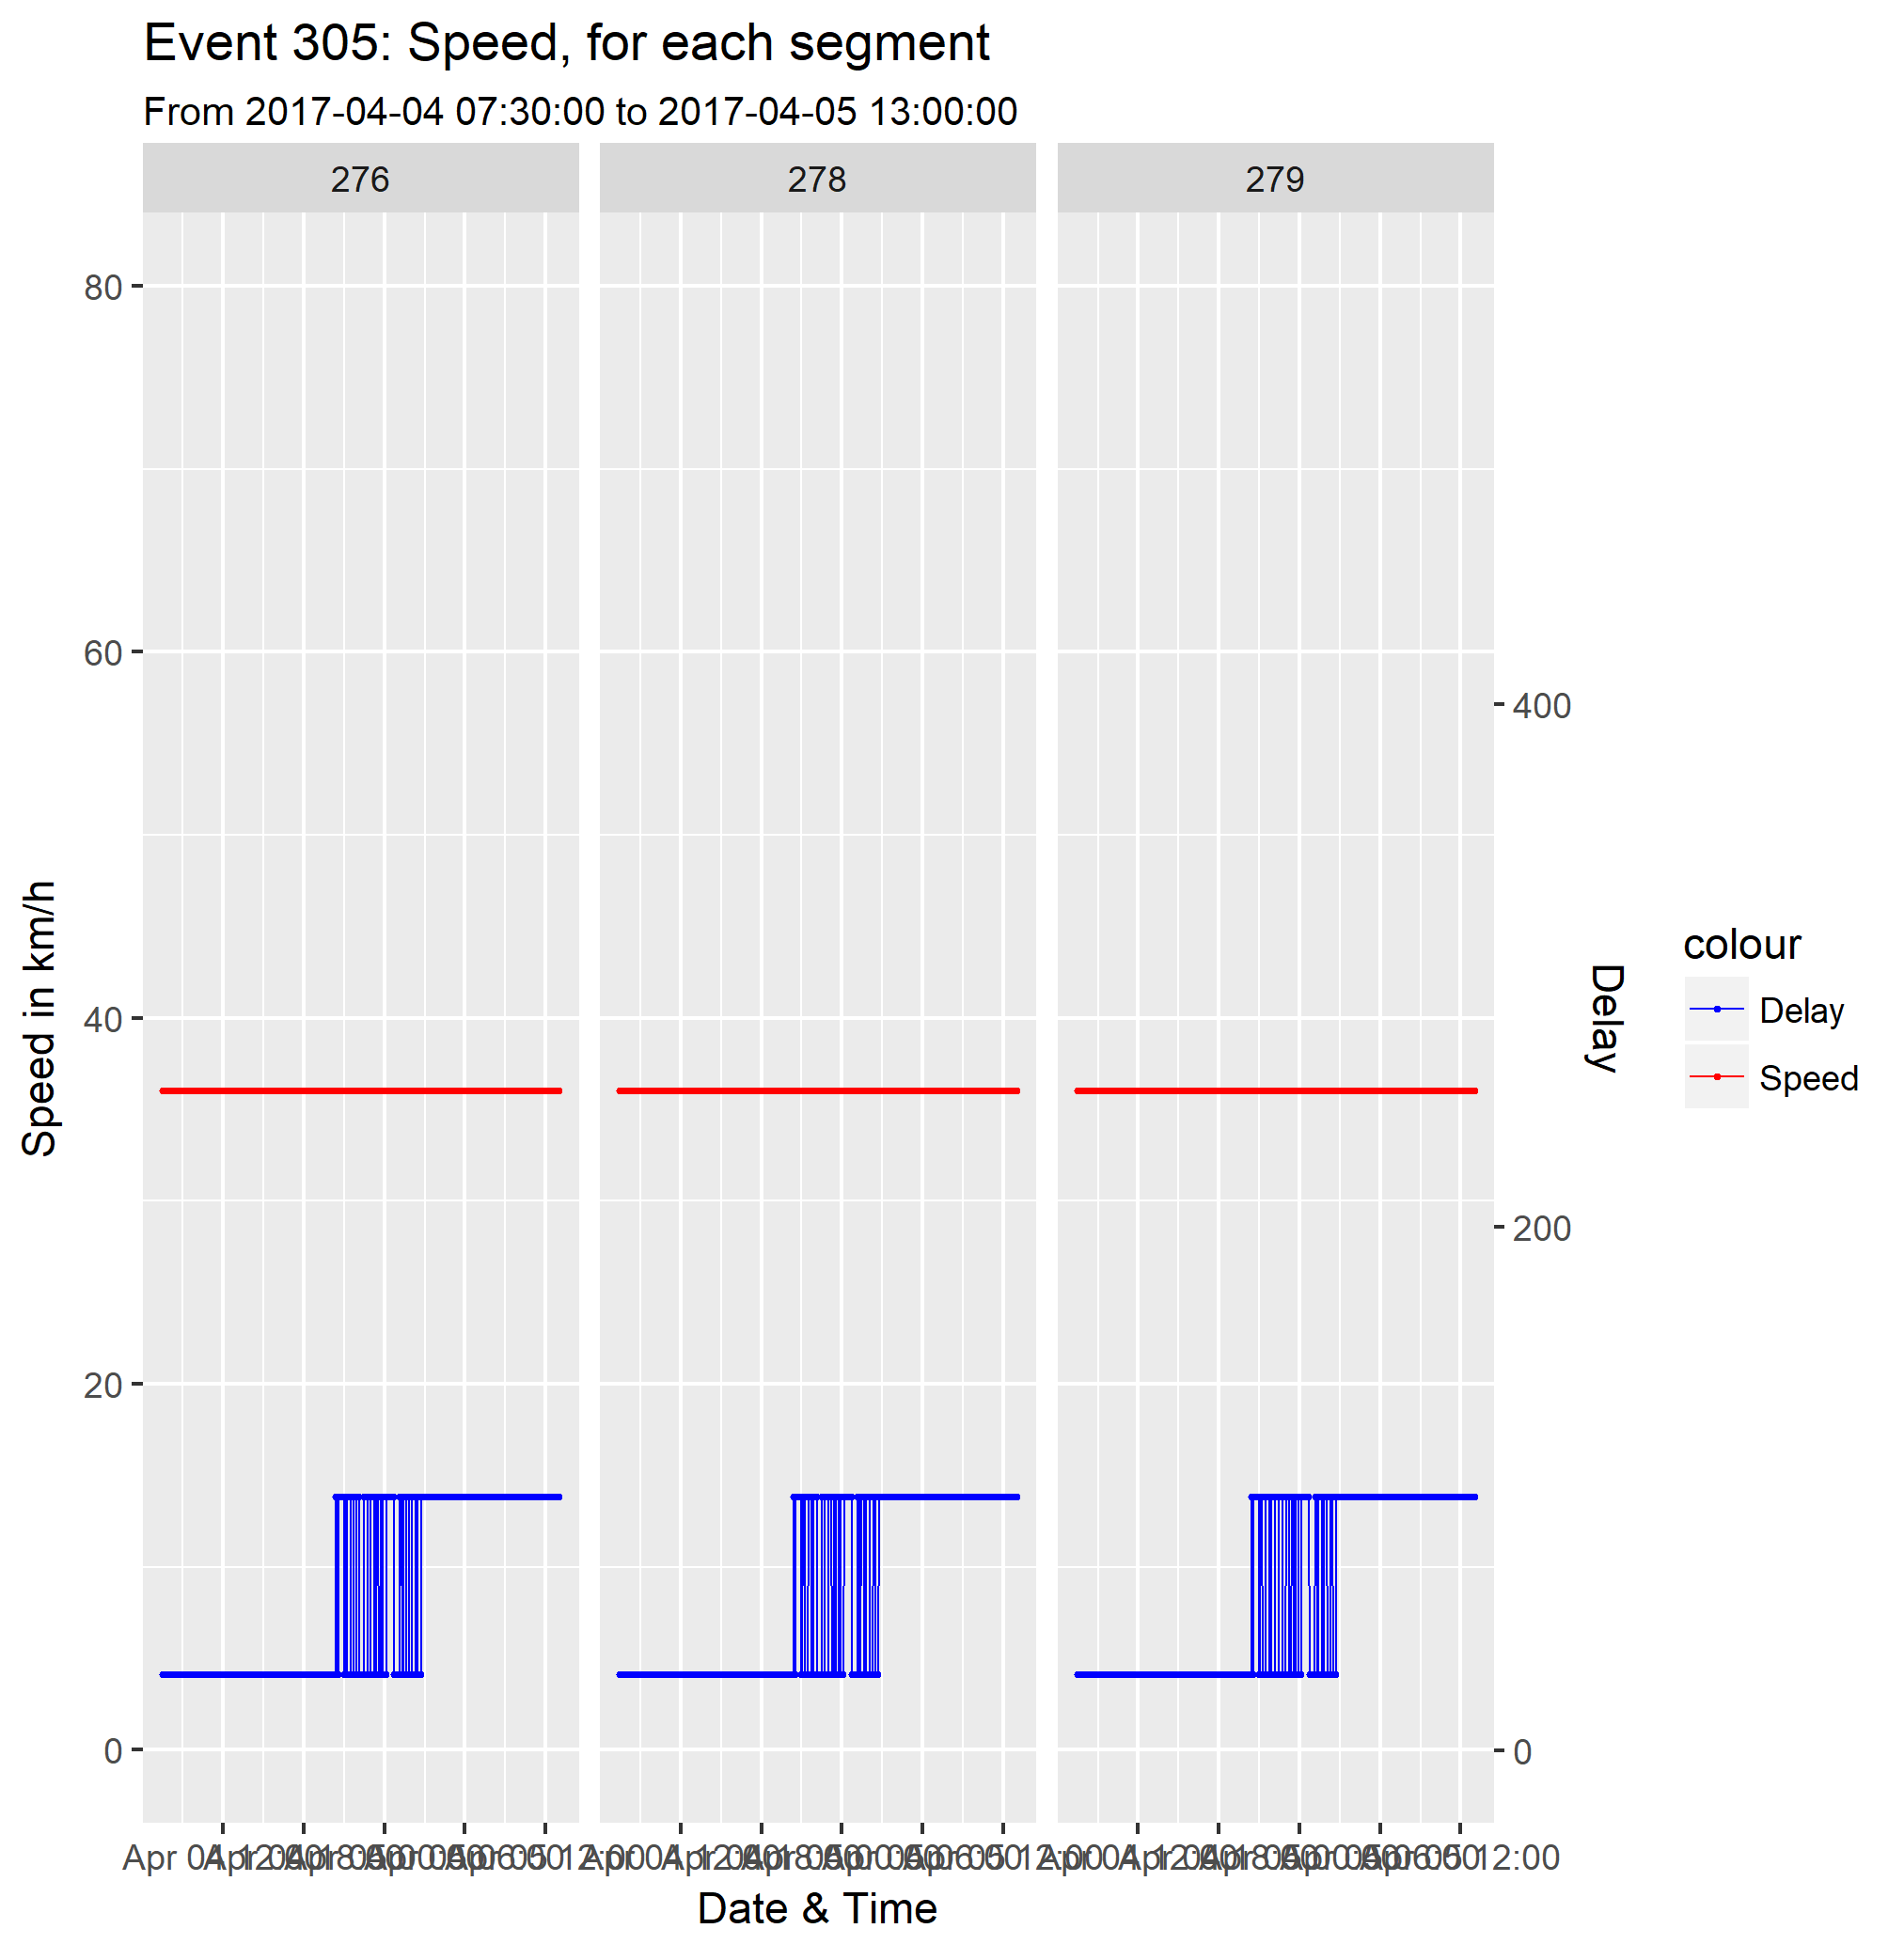 Event 305: Speed, for each segment
From 2017-04-04 07:30:00 to 2017-04-05 13:00:00
276 278 279
80
60
40
20
0
Speed in km/h
400
200
0
Delay
colour
Delay
Speed
Date & Time